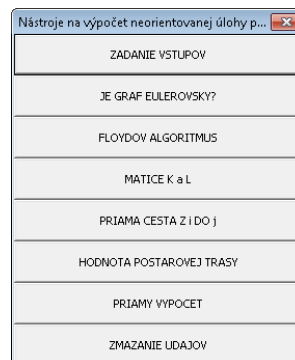 Nástroje na výpočet neorientovanej úlohy p...
ZADANIE VSTUPOV
JE GRAF EULEROVSKY?
FLOYDOV ALGORITMUS
MATICE K a L
PRIAMA CESTA Z i DO j
HODNOTA POSTAROVEJ TRASY
PRIAMY VYPOCET
ZMAZANIE UDAJOV